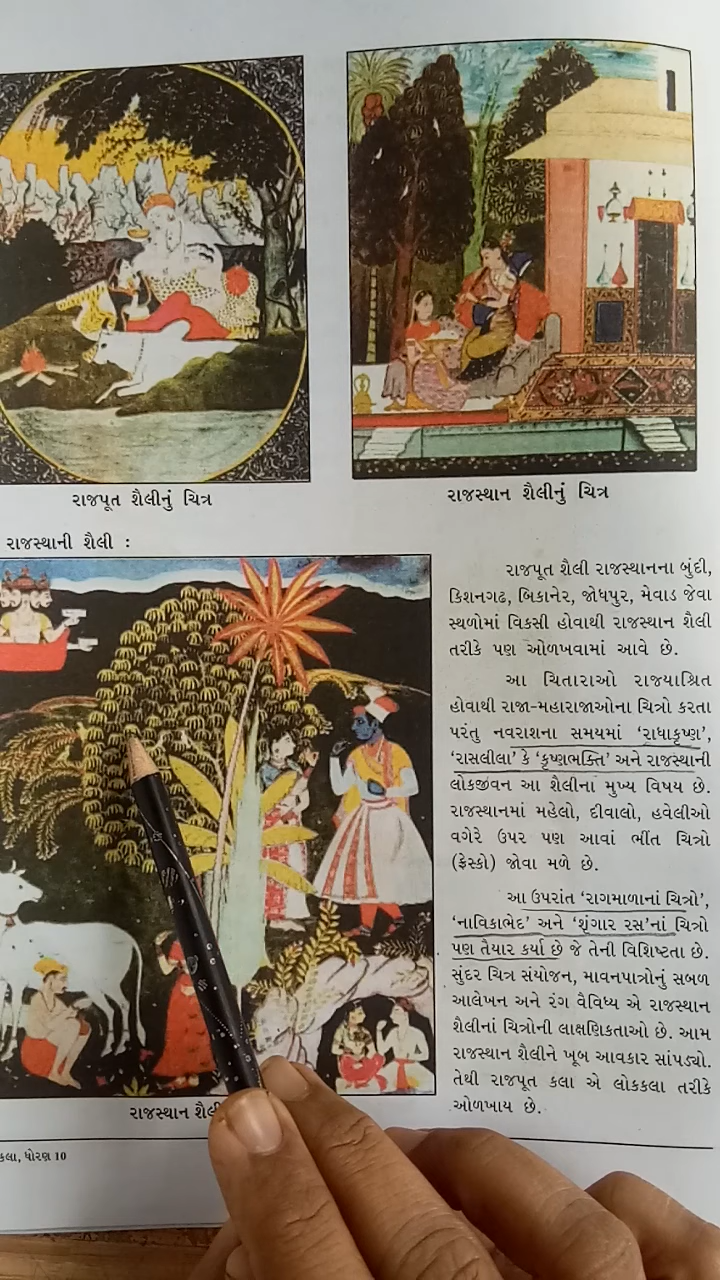 રાજપૂત શૈલીનું ચિત્ર
રાજસ્થાન શૈલીનું ચિત્ર
રાજસ્થાની શૈલી :
રાજપૂત શૈલી રાજસ્થાનના બુંદી,
કિશનગઢ, બિકાનેર, જોધપુર, મેવાડ જેવા
સ્થળોમાં વિકસી હોવાથી રાજસ્થાન શૈલી
તરીકે પણ ઓળખવામાં આવે છે.
આ ચિતારાઓ રાજ્યાશ્રિત
હોવાથી રાજા-મહારાજાઓના ચિત્રો કરતા
પરંતુ નવરાશના સમયમાં ‘રાધાકૃષ્ણ’,
‘રાસલીલા’ કે ‘કૃષ્ણભક્તિ’ અને રાજસ્થાની
લોકજીવન આ શૈલીના મુખ્ય વિષય છે.
રાજસ્થાનમાં મહેલો, દીવાલો, હવેલીઓ
વગેરે ઉપર પણ આવાં ભીંત ચિત્રો
(ફ્રેસ્કો) જોવા મળે છે.
આ ઉપરાંત ‘રાગમાળાનાં ચિત્રો’,
‘નાવિકાભેદ’ અને ‘શૃંગાર રસ’નાં ચિત્રો
પણ તૈયાર કર્યા છે જે તેની વિશિષ્ટતા છે.
સુંદર ચિત્ર સંયોજન, માવનપાત્રોનું સબળ
આલેખન અને રંગ વૈવિધ્ય એ રાજસ્થાન
શૈલીનાં ચિત્રોની લાક્ષણિકતાઓ છે. આમ
રાજસ્થાન શૈલીને ખૂબ આવકાર સાંપડ્યો.
તેથી રાજપૂત કલા એ લોકકલા તરીકે
ઓળખાય છે.
રાજસ્થાન
ધોરણ 10